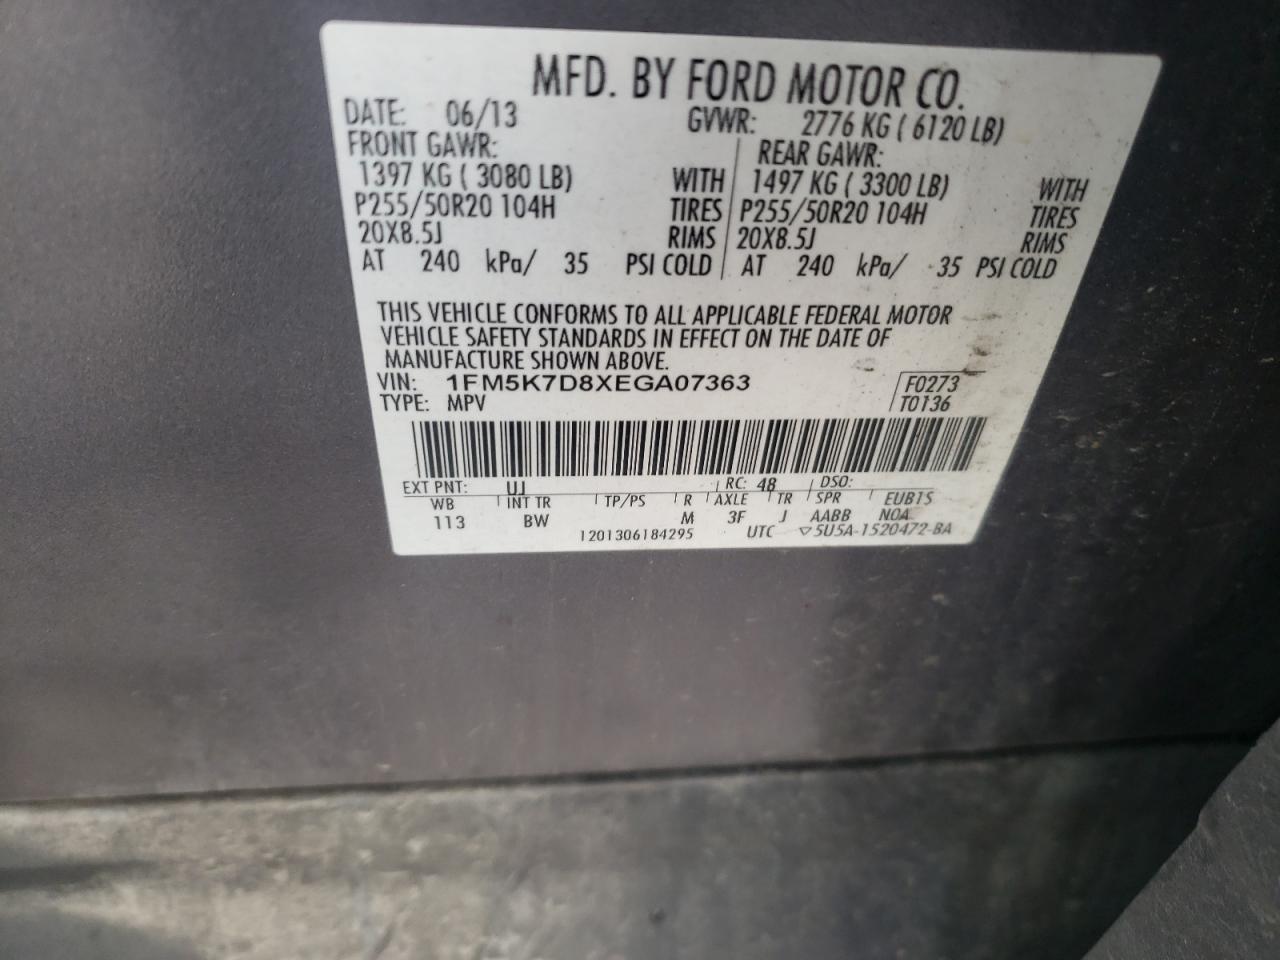 MFD. BY FORD MOTOR CO.
DATE: 06/13 GVWR: 2776 KG ( 6120 LB)
FRONT GAWR: REAR GAWR:
1397 KG ( 3080 LB) WITH 1497 KG ( 3300 LB) WITH
P255/50R20 104H TIRES P255/50R20 104H TIRES
20X8.5J RIMS 20X8.5J RIMS
AT 240 kPa/ 35 PSI COLD AT 240 kPa/ 35 PSI COLD
THIS VEHICLE CONFORMS TO ALL APPLICABLE FEDERAL MOTOR
VEHICLE SAFETY STANDARDS IN EFFECT ON THE DATE OF
MANUFACTURE SHOWN ABOVE.
VIN: 1FM5K7D8XEGA07363 F0273
TYPE: MPV T0136
EXT PNT: UJ RC: 48 DSO:
WB INT TR TP/PS R AXLE TR SPR EUB1S
113 BW M 3F J AABB NOA
1201306184295 UTC ▽5U5A-1520472-BA